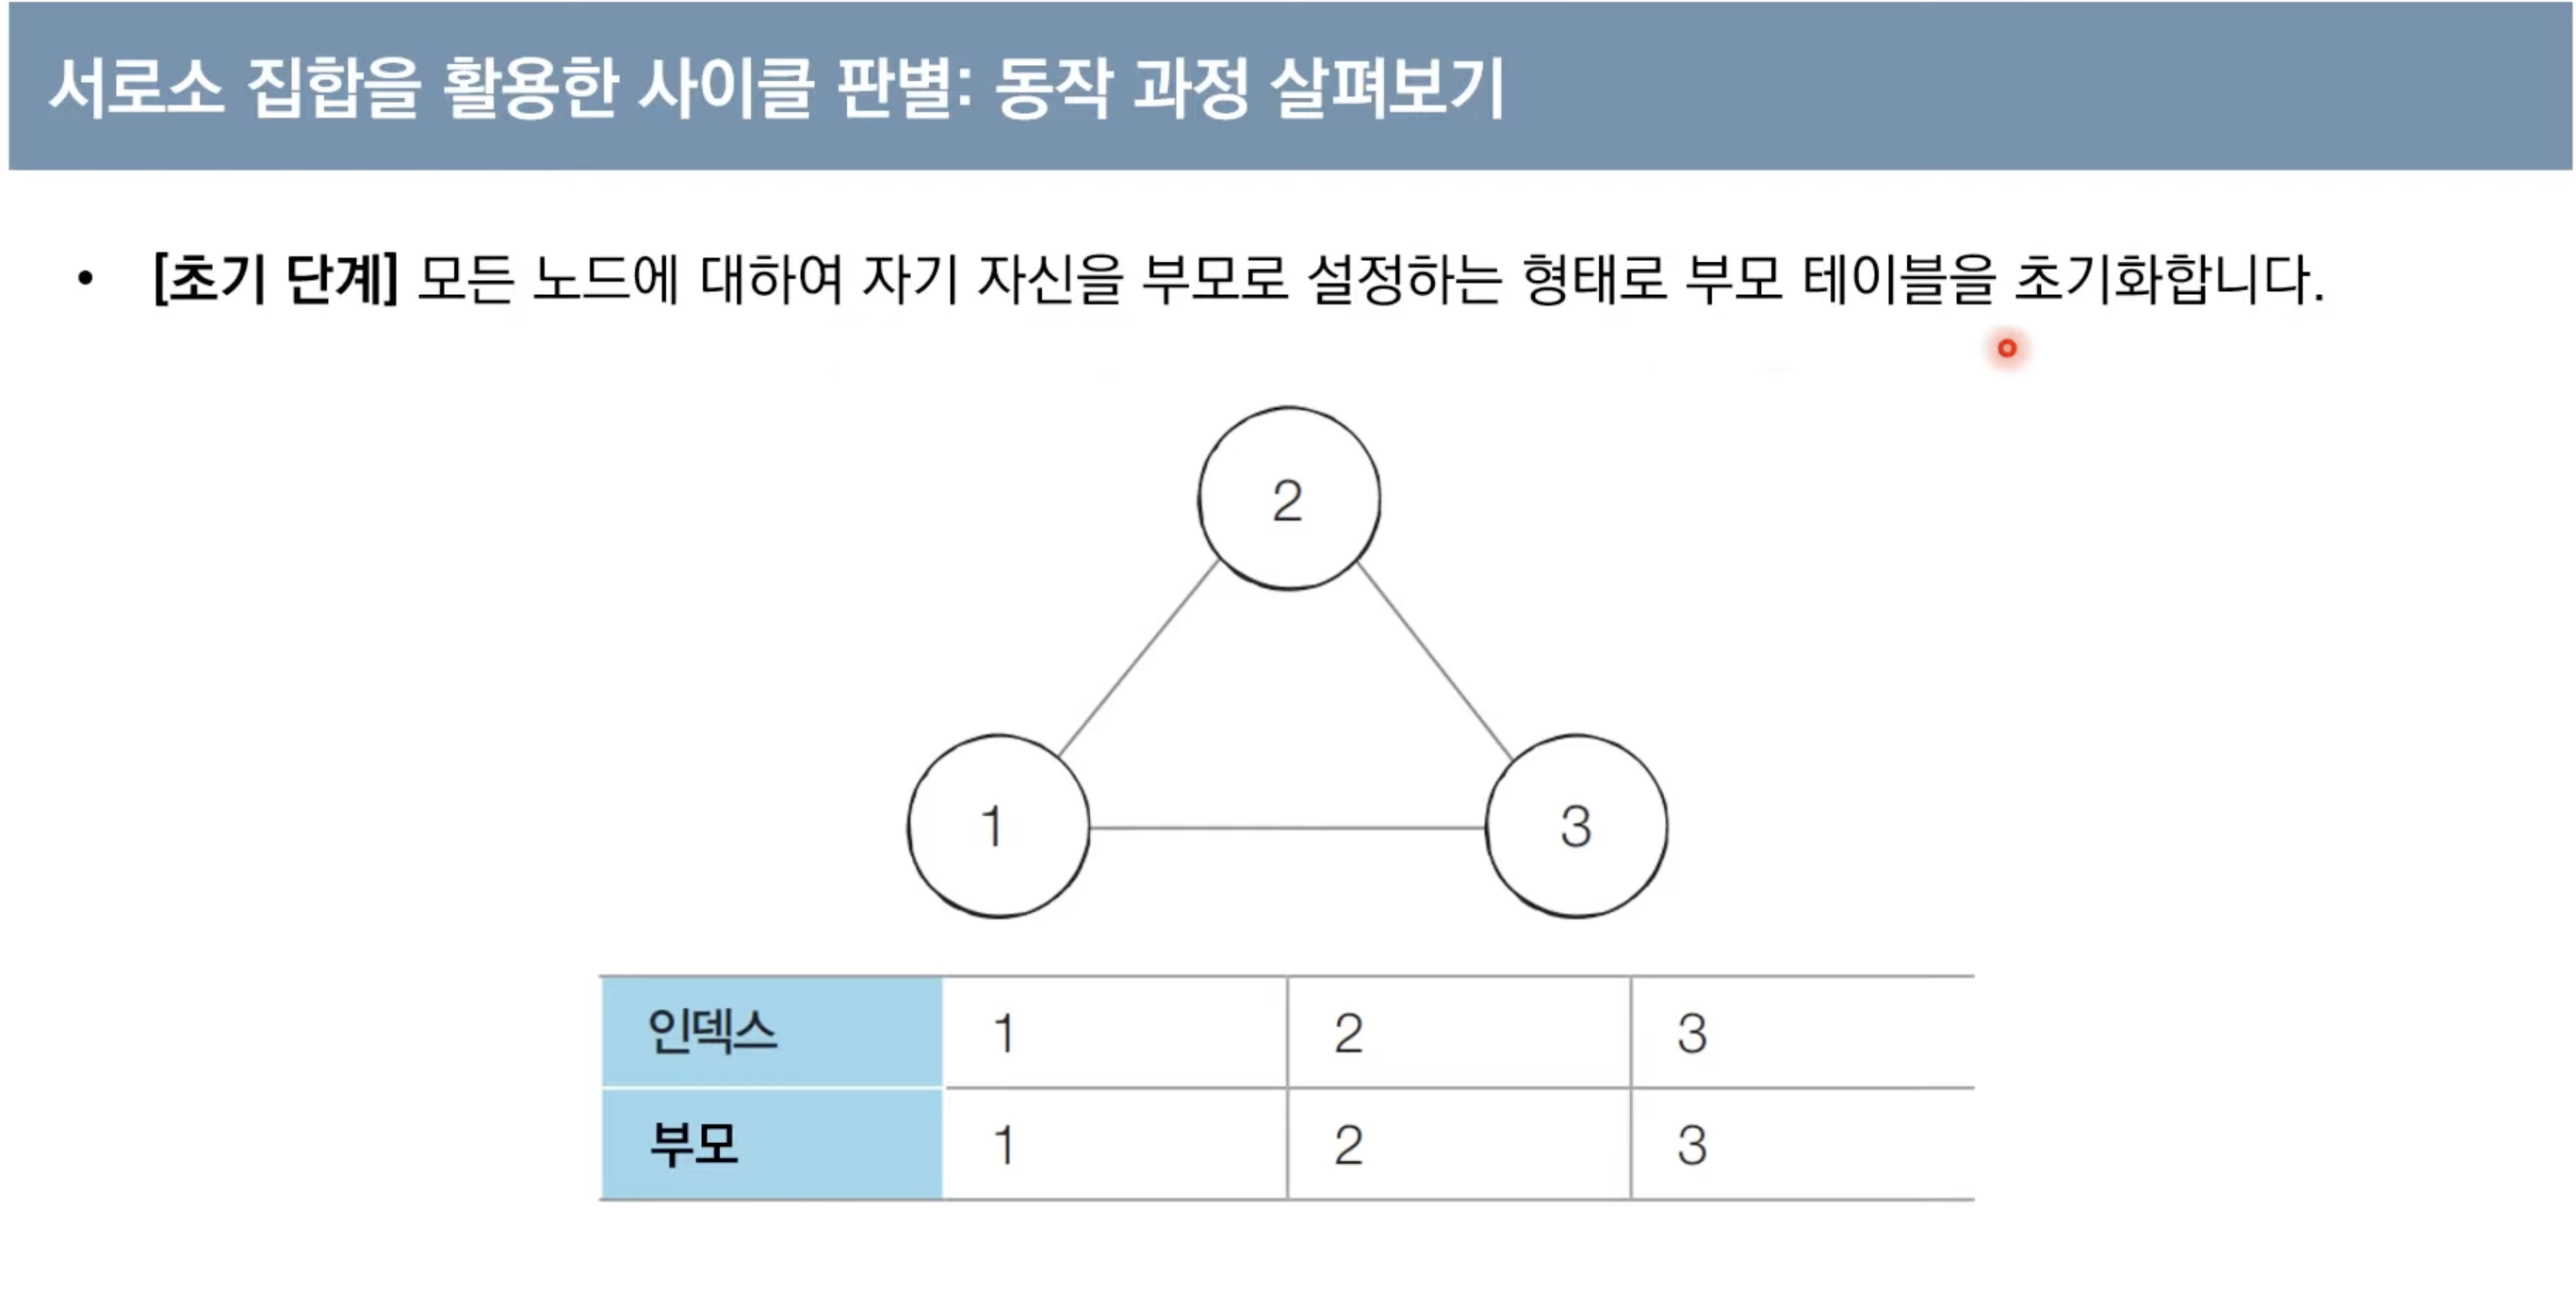 서로소 집합을 활용한 사이클 판별: 동작 과정 살펴보기
• [초기 단계] 모든 노드에 대하여 자기 자신을 부모로 설정하는 형태로 부모 테이블을 초기화합니다.
2
1 3
인덱스 1 2 3
부모 1 2 3